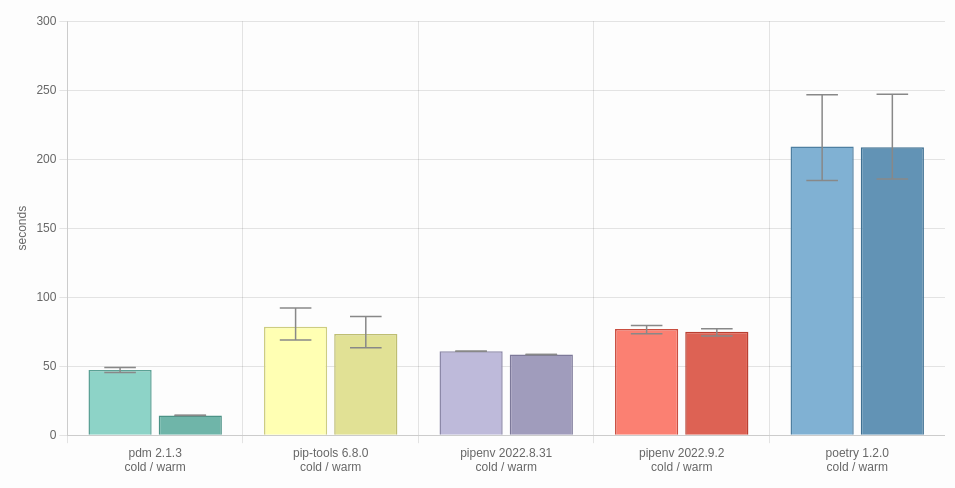 300
250
200
150
100
50
0
seconds
pdm 2.1.3
cold / warm
pip-tools 6.8.0
cold / warm
pipenv 2022.8.31
cold / warm
pipenv 2022.9.2
cold / warm
poetry 1.2.0
cold / warm